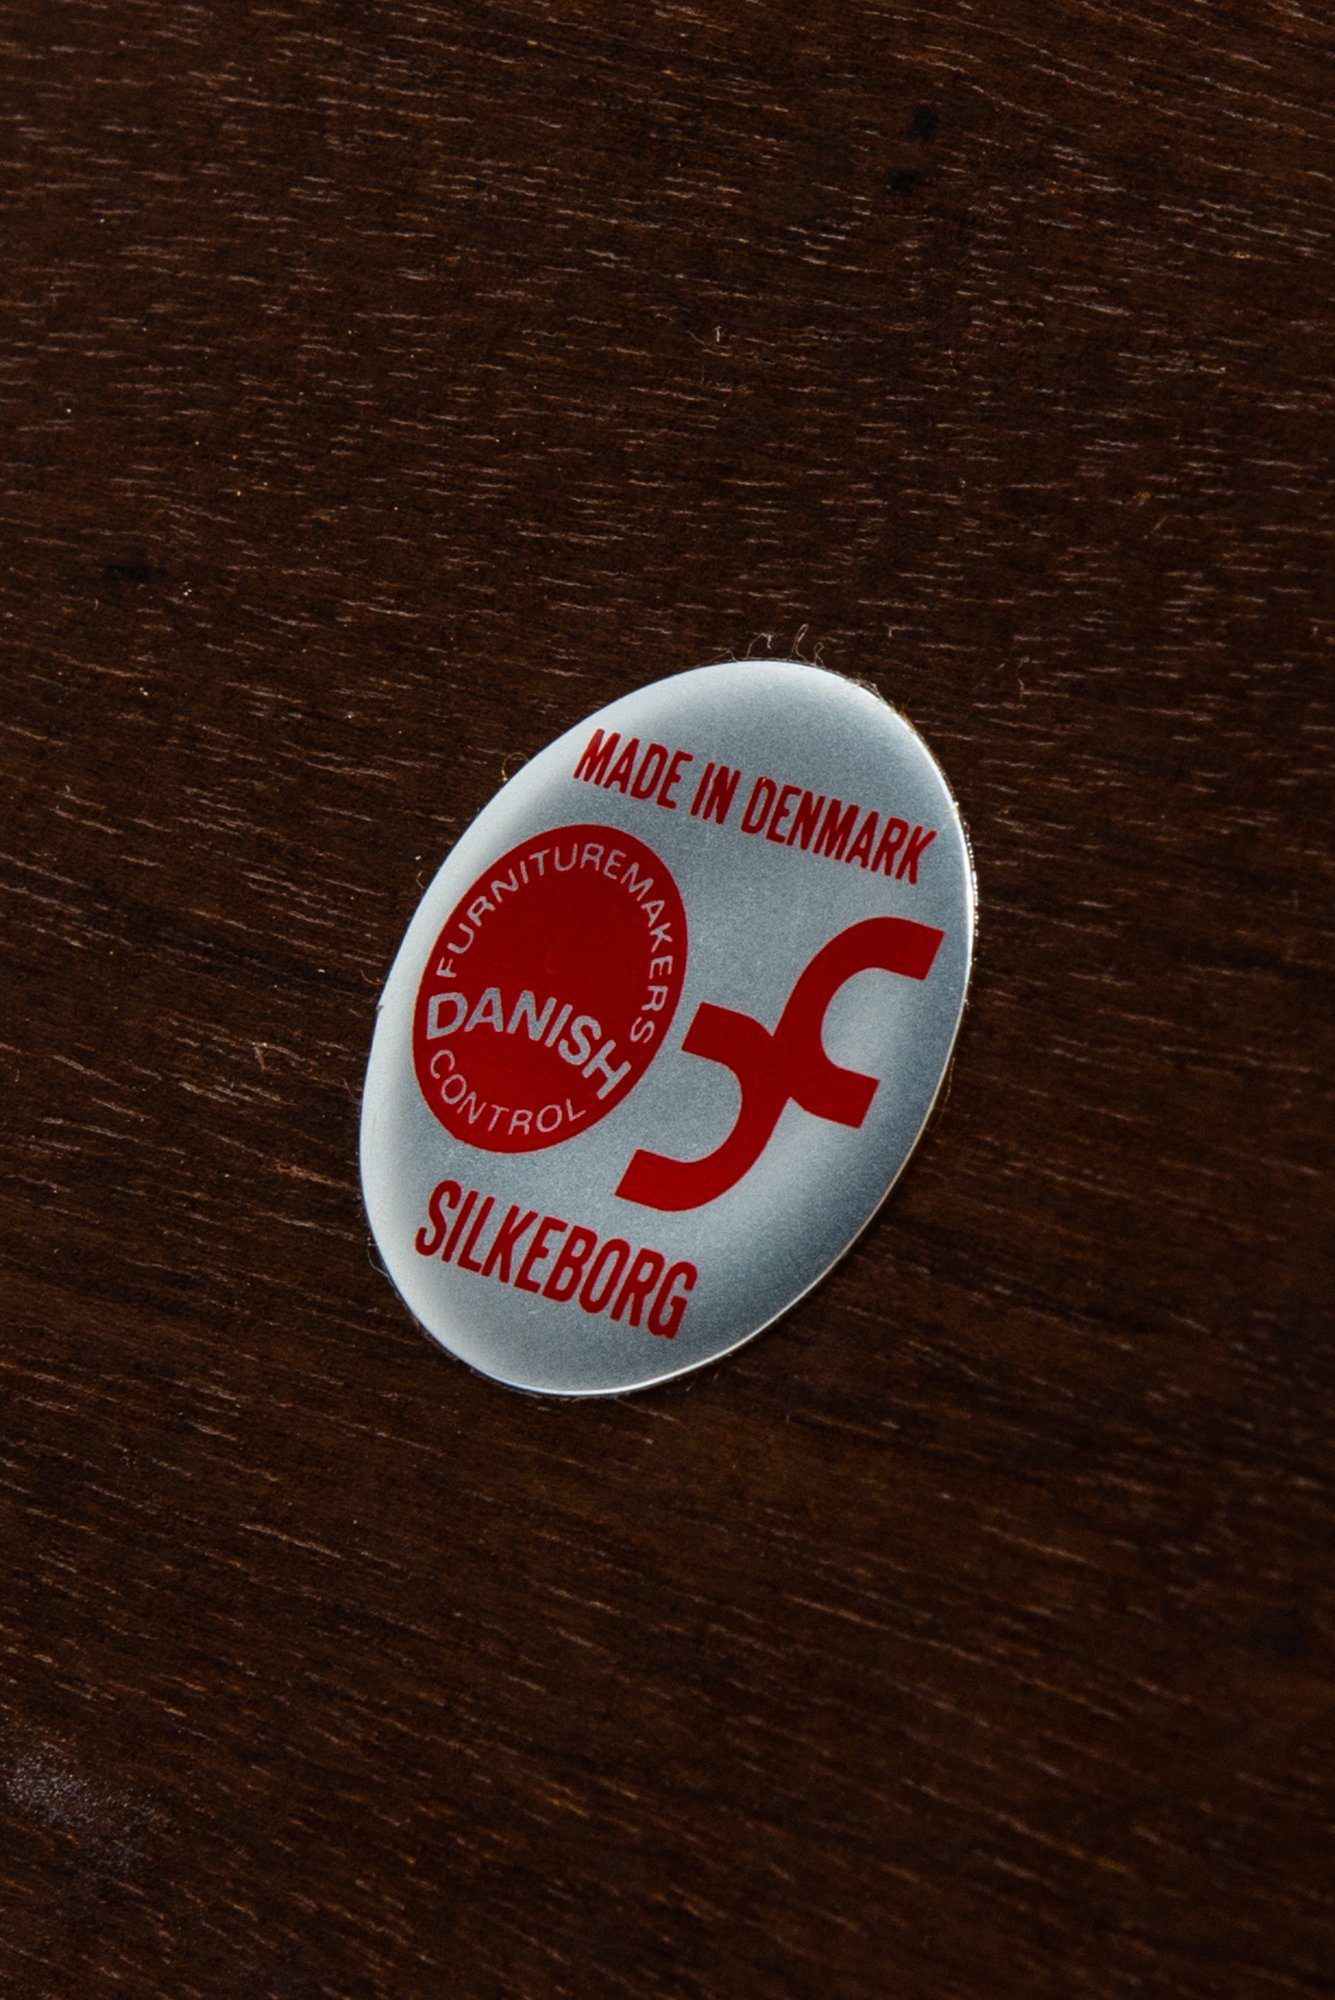 MADE IN DENMARK
FURNITUREMAKERS
DANISH
CONTROL
SILKEBORG